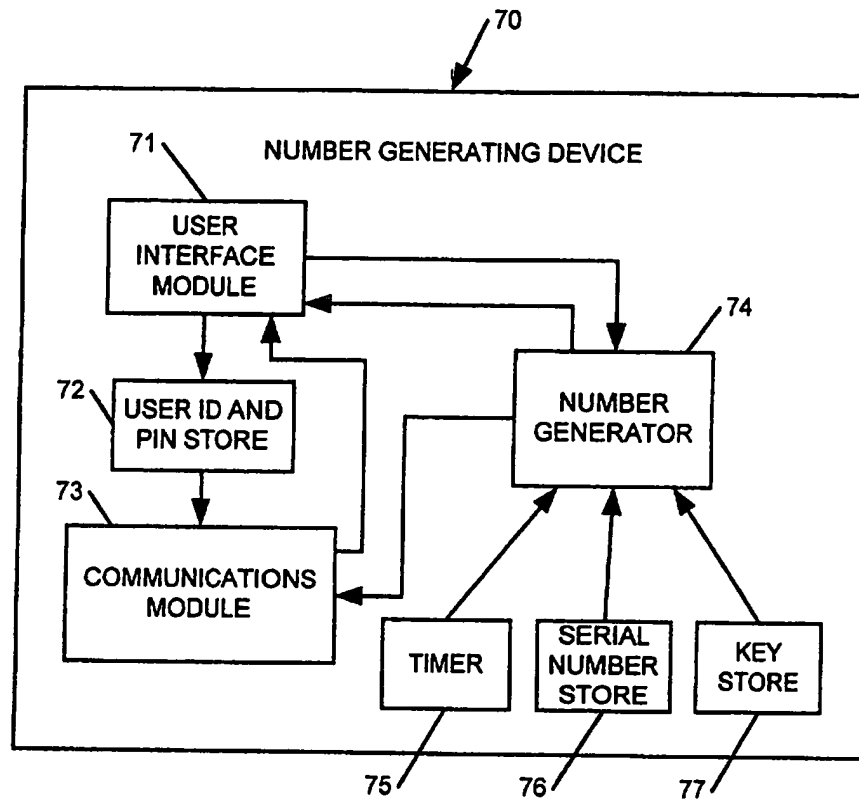 70
NUMBER GENERATING DEVICE
71
USER
INTERFACE
MODULE
74
NUMBER
GENERATOR
72
USER ID AND
PIN STORE
73
COMMUNICATIONS
MODULE
TIMER
SERIAL
NUMBER
STORE
KEY
STORE
75
76
77